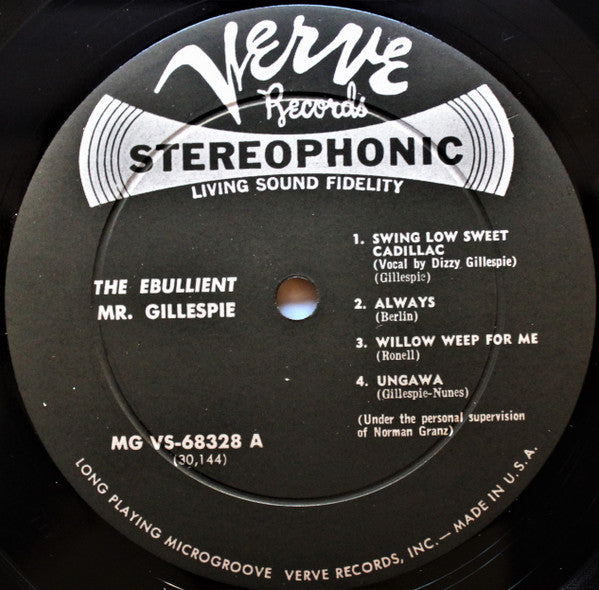 Verve
Records
STEREOPHONIC
LIVING SOUND FIDELITY
THE EBULLIENT
MR. GILLESPIE
1. SWING LOW SWEET
CADILLAC
(Vocal by Dizzy Gillespie)
(Gillespie)
2. ALWAYS
(Berlin)
3. WILLOW WEEP FOR ME
(Ronell)
4. UNGAWA
(Gillespie-Nunes)
(Under the personal supervision
of Norman Granz)
MG VS-68328 A
(30,144)
LONG PLAYING MICROGROOVE VERVE RECORDS, INC. — MADE IN U.S.A.